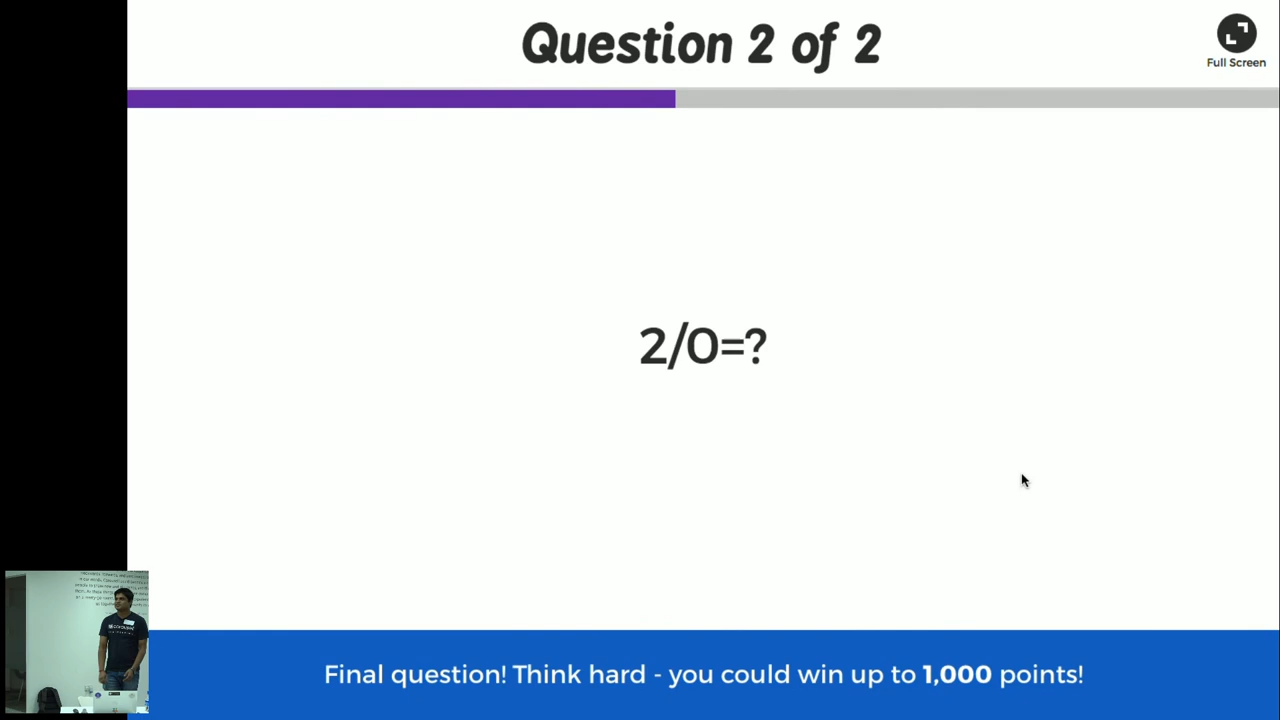 Question 2 of 2
Full Screen
2/0=?
Final question! Think hard - you could win up to 1,000 points!